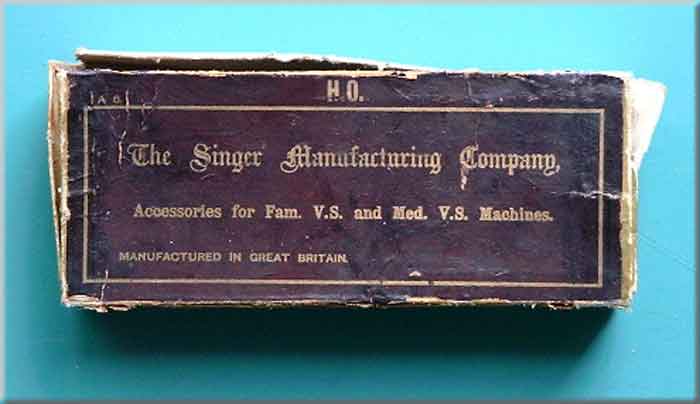 H.O.
A O.
The Singer Manufacturing Company,
Accessories for Fam. V.S. and Med. V.S. Machines.
MANUFACTURED IN GREAT BRITAIN.